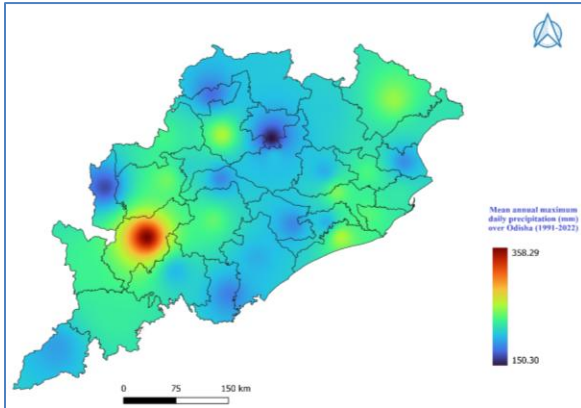 Mean annual maximum
daily precipitation (mm)
over Odisha (1991-2022)
358.29
150.30
0 75 150 km